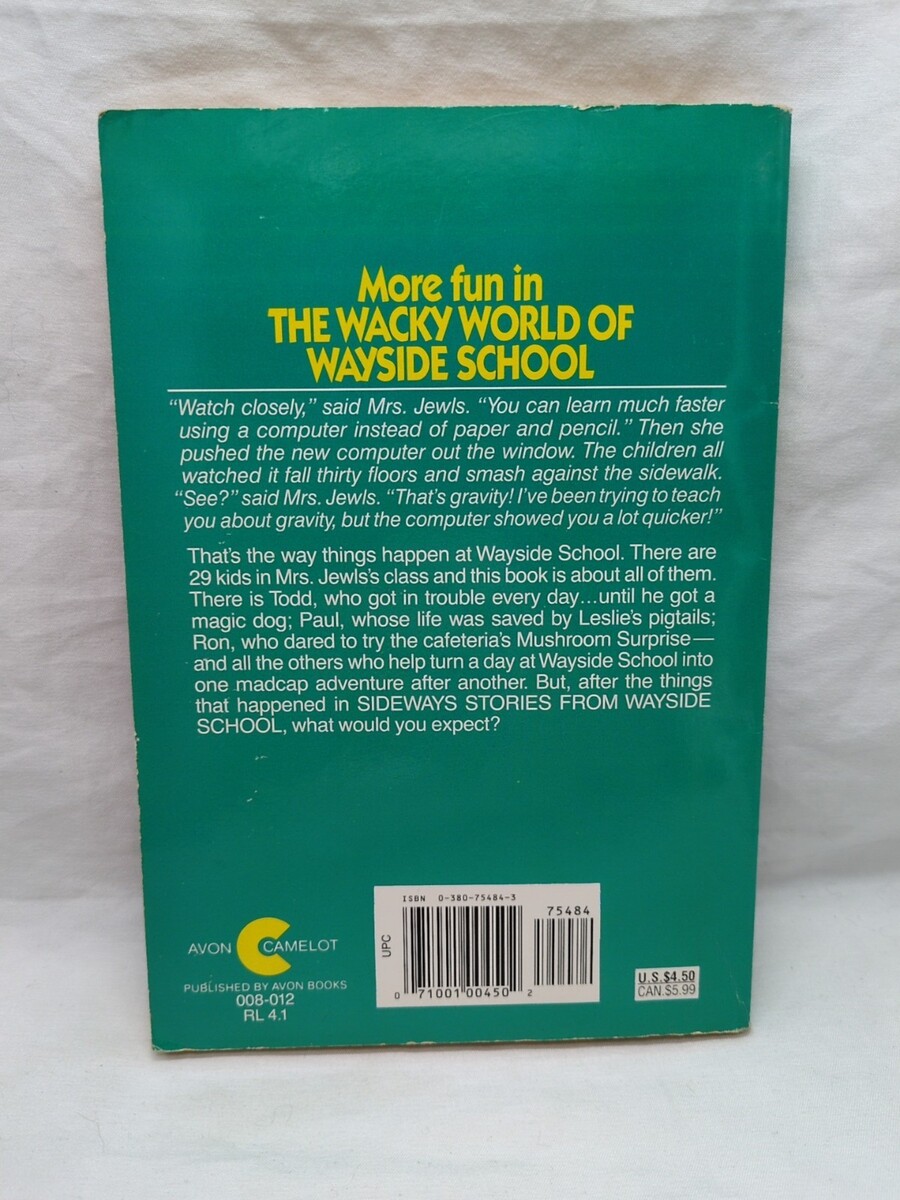 More fun in
THE WACKY WORLD OF
WAYSIDE SCHOOL
“Watch closely,” said Mrs. Jewls. “You can learn much faster
using a computer instead of paper and pencil.” Then she
pushed the new computer out the window. The children all
watched it fall thirty floors and smash against the sidewalk.
“See?” said Mrs. Jewls. “That’s gravity! I’ve been trying to teach
you about gravity, but the computer showed you a lot quicker!”
That’s the way things happen at Wayside School. There are
29 kids in Mrs. Jewls’s class and this book is about all of them.
There is Todd, who got in trouble every day...until he got a
magic dog; Paul, whose life was saved by Leslie’s pigtails;
Ron, who dared to try the cafeteria’s Mushroom Surprise—
and all the others who help turn a day at Wayside School into
one madcap adventure after another. But, after the things
that happened in SIDEWAYS STORIES FROM WAYSIDE
SCHOOL, what would you expect?
AVON CAMELOT
PUBLISHED BY AVON BOOKS
008-012
RL 4.1
ISBN 0-380-75484-3
75484
UPC
0 71001 00450 2
U.S.$4.50
CAN.$5.99